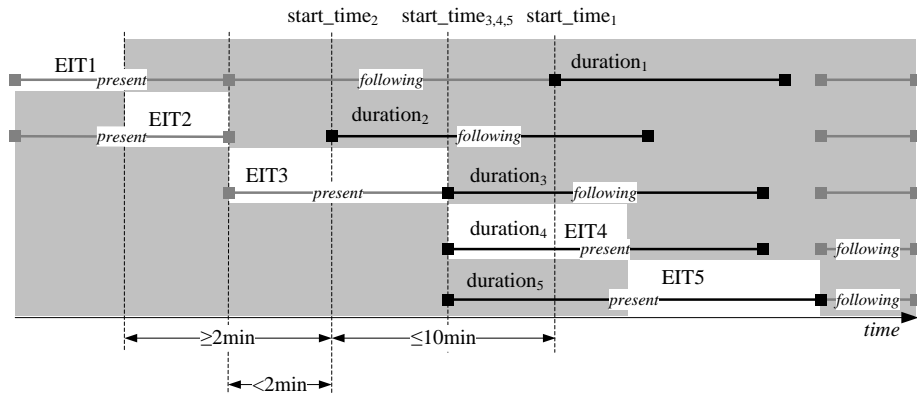 start_time2 start_time3,4,5 start_time1
EIT1 present following duration1
EIT2 present duration2 following
EIT3 present duration3 following
duration4 EIT4 present following
duration5 EIT5 present following
time
≥2min ≤10min
<2min